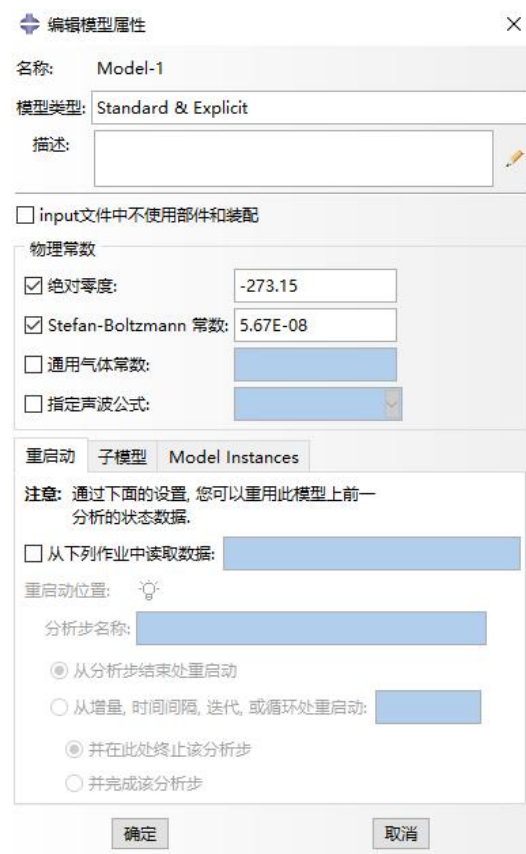 编辑模型属性
名称: Model-1
模型类型: Standard & Explicit
描述:
input文件中不使用部件和装配
物理常数
绝对零度: -273.15
Stefan-Boltzmann 常数: 5.67E-08
通用气体常数:
指定声波公式:
重启动 子模型 Model Instances
注意: 通过下面的设置, 您可以重用此模型上前一
分析的状态数据.
从下列作业中读取数据:
重启动位置:
分析步名称:
从分析步结束处重启动
从增量, 时间间隔, 迭代, 或循环处重启动:
并在此处终止该分析步
并完成该分析步
确定 取消